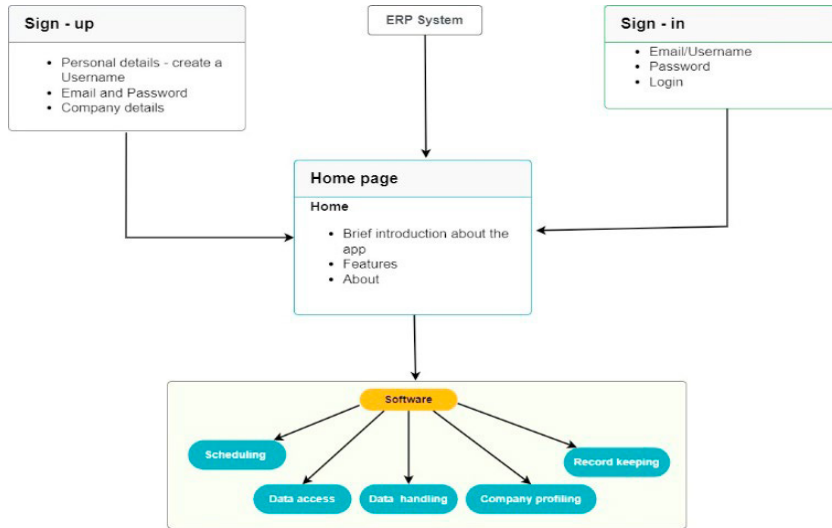 Sign - up
Personal details - create a
Username
Email and Password
Company details
ERP System
Sign - in
Email/Username
Password
Login
Home page
Home
Brief introduction about the
app
Features
About
Software
Scheduling
Record keeping
Data access
Data handling
Company profiling